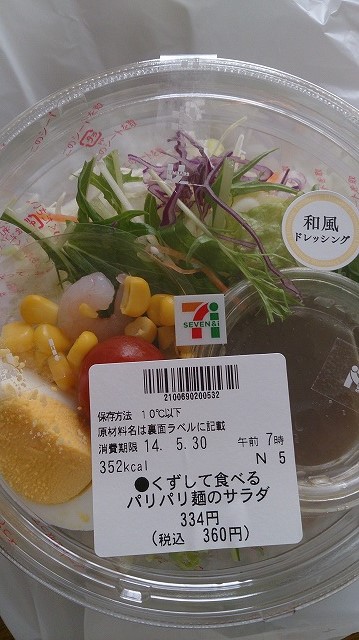 和風
ドレッシング
SEVEN&i
2100690200532
保存方法 10℃以下
原材料名は裏面ラベルに記載
消費期限 14. 5.30 午前 7時
352kcal N 5
●くずして食べる
パリパリ麺のサラダ
334円
(税込 360円)